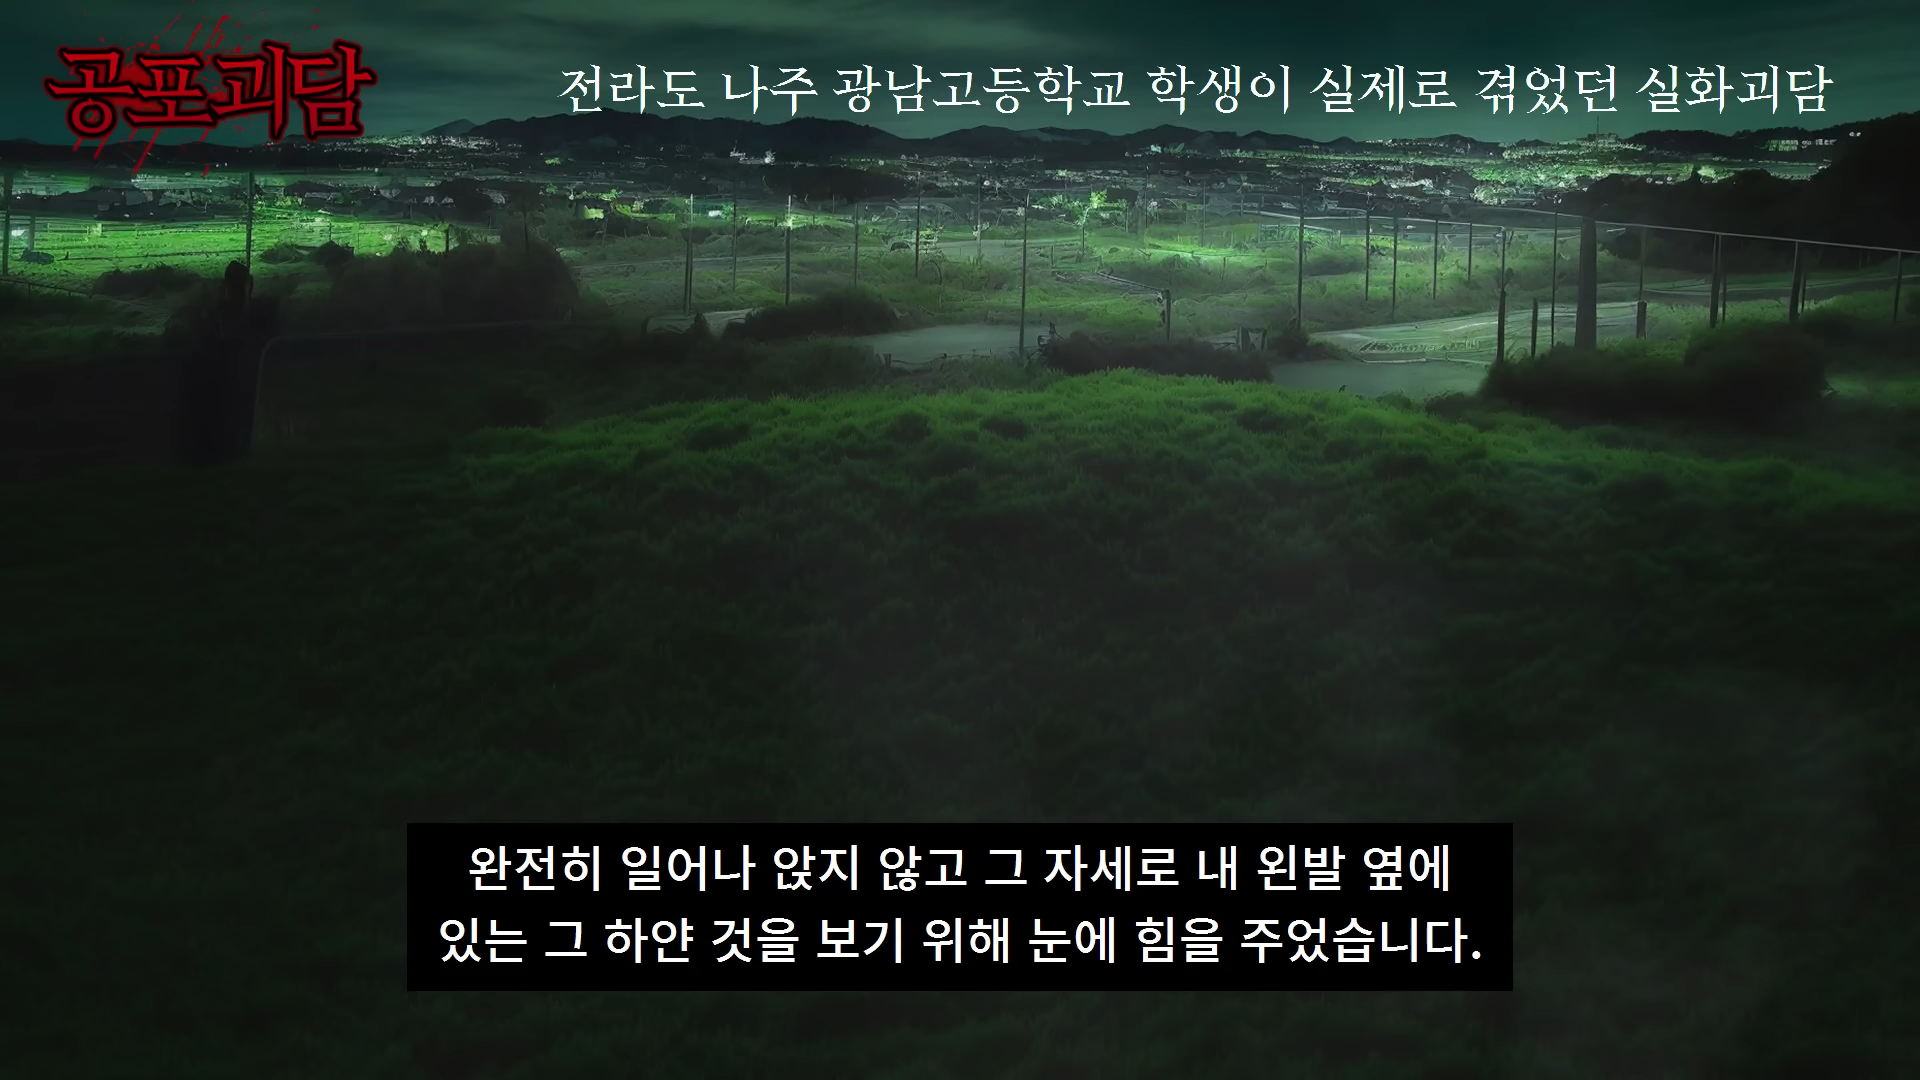 공포괴담
전라도 나주 광남고등학교 학생이 실제로 겪었던 실화괴담
완전히 일어나 앉지 않고 그 자세로 내 왼발 옆에
있는 그 하얀 것을 보기 위해 눈에 힘을 주었습니다.